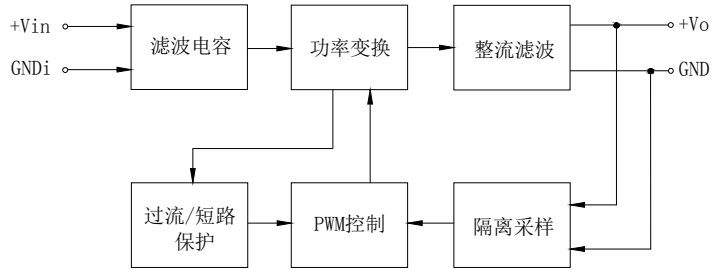 +Vin
GNDi
滤波电容
功率变换
整流滤波
+Vo
GND
过流/短路
保护
PWM控制
隔离采样